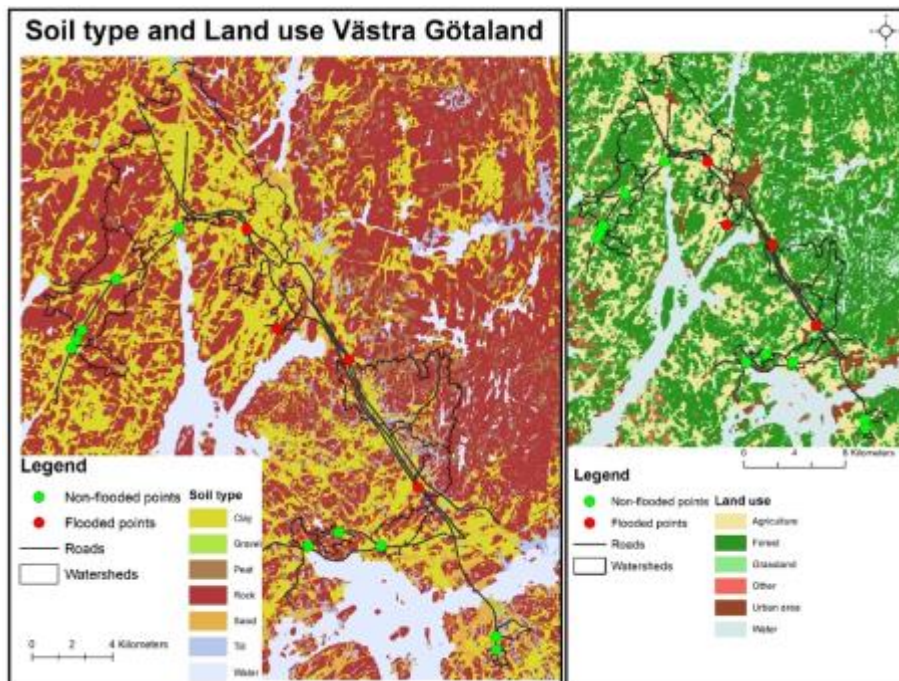 Soil type and Land use Västra Götaland
Legend
Non-flooded points
Flooded points
Roads
Watersheds
0 2 4 Kilometers
Soil type
Clay
Gravel
Peat
Rock
Sand
Till
Water
0 4 8 Kilometers
Legend
Non-flooded points
Flooded points
Roads
Watersheds
Land use
Agriculture
Forest
Grassland
Other
Urban area
Water